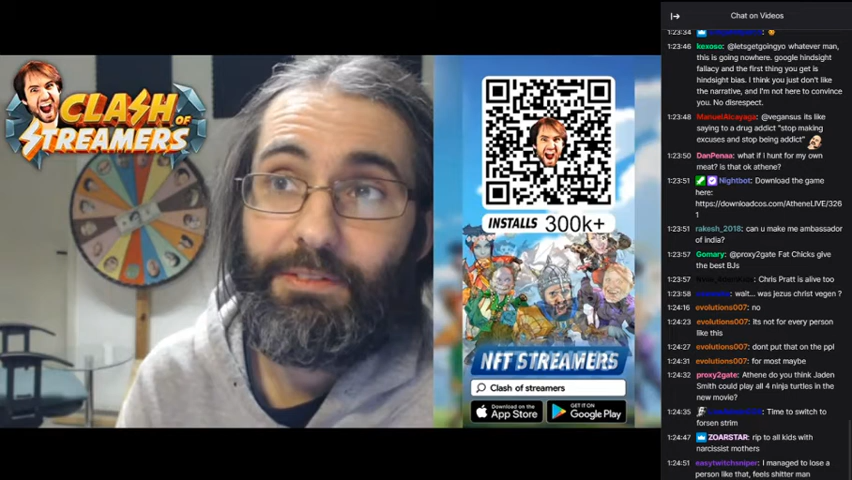 CLASH OF
STREAMERS
INSTALLS 300k+
NFT STREAMERS
Clash of streamers
Download on the
App Store
GET IT ON
Google Play
Chat on Videos
1:23:34
1:23:46 kexoso: @letsgetgoingyo whatever man,
this is going nowhere. google hindsight
fallacy and the first thing you get is
hindsight bias. I think you just don't like
the narrative, and I'm not here to convince
you. No disrespect.
1:23:48 ManuelAlcayaga: @vegansus its like
saying to a drug addict "stop making
excuses and stop being addict"
1:23:50 DanPenaa: what if I hunt for my own
meat? is that ok athene?
1:23:51 Nightbot: Download the game
here:
https://downloadcos.com/AtheneLIVE/326
1
1:23:51 rakesh_2018: can u make me ambassador
of india?
1:23:57 Gomary: @proxy2gate Fat Chicks give
the best BJs
1:23:57 : Chris Pratt is alive too
1:23:58 : wait... was jezus christ vegen ?
1:24:16 evolutions007: no
1:24:23 evolutions007: its not for every person
like this
1:24:27 evolutions007: dont put that on the ppl
1:24:31 evolutions007: for most maybe
1:24:32 proxy2gate: Athene do you think Jaden
Smith could play all 4 ninja turtles in the
new movie?
1:24:35 : Time to switch to
forsen strim
1:24:47 ZOARSTAR: rip to all kids with
narcissist mothers
1:24:51 easytwitchsniper: I managed to lose a
person like that, feels shitter man